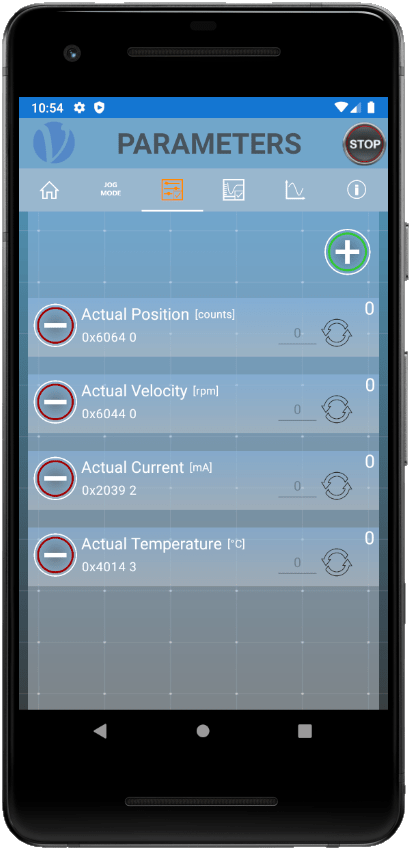 10:54
PARAMETERS
STOP
JOG
MODE
0
Actual Position [counts]
0x6064 0
0
0
Actual Velocity [rpm]
0x6044 0
0
0
Actual Current [mA]
0x2039 2
0
0
Actual Temperature [°C]
0x4014 3
0